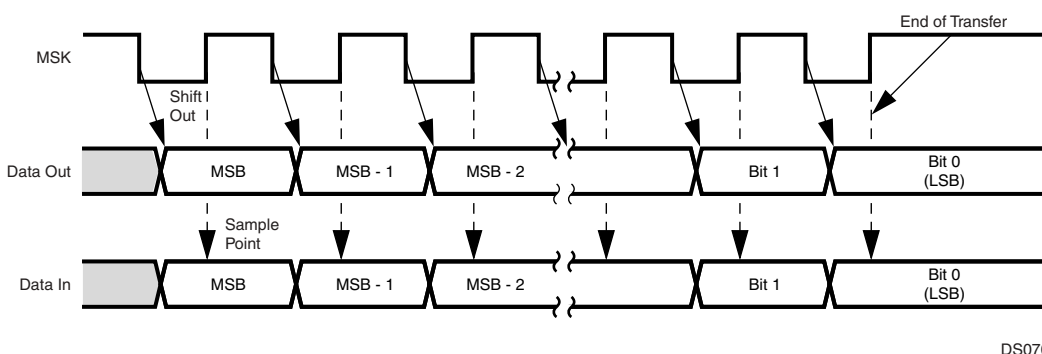 End of Transfer
MSK
Shift
Out
Data Out
MSB
MSB - 1
MSB - 2
Bit 1
Bit 0
(LSB)
Sample
Point
Data In
MSB
MSB - 1
MSB - 2
Bit 1
Bit 0
(LSB)